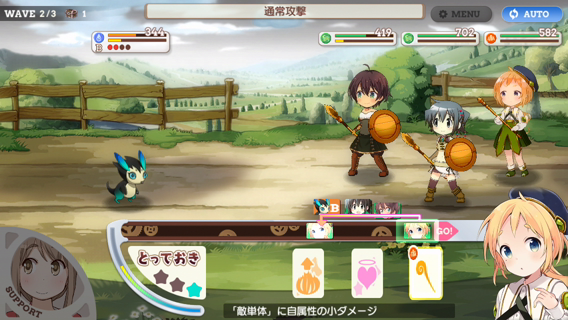 WAVE 2/3 1
通常攻撃
MENU
AUTO
344
B
419
702
582
B
GO!
とっておき
SUPPORT
「敵単体」に自属性の小ダメージ